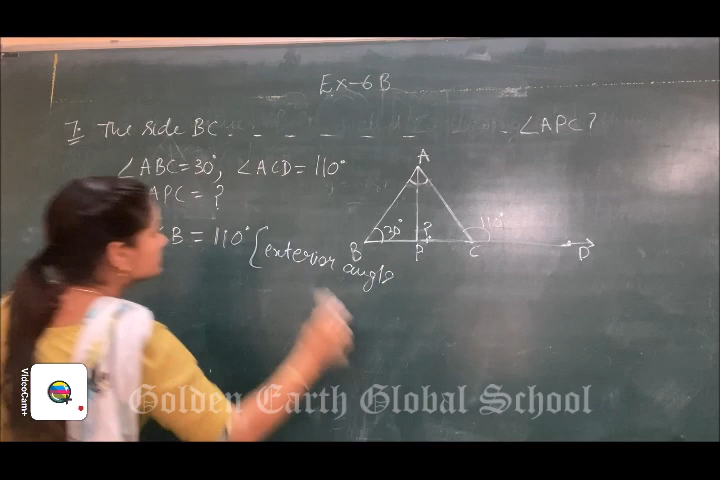 Ex-6B
7. The side BC _ _ _ _ _ _ _ _ _ ∠APC?
∠ABC=30°, ∠ACD=110°
APC = ?
B = 110° {exterior angle
A
30°
?
110°
B
P
C
D
VideoCam+
Golden Earth Global School